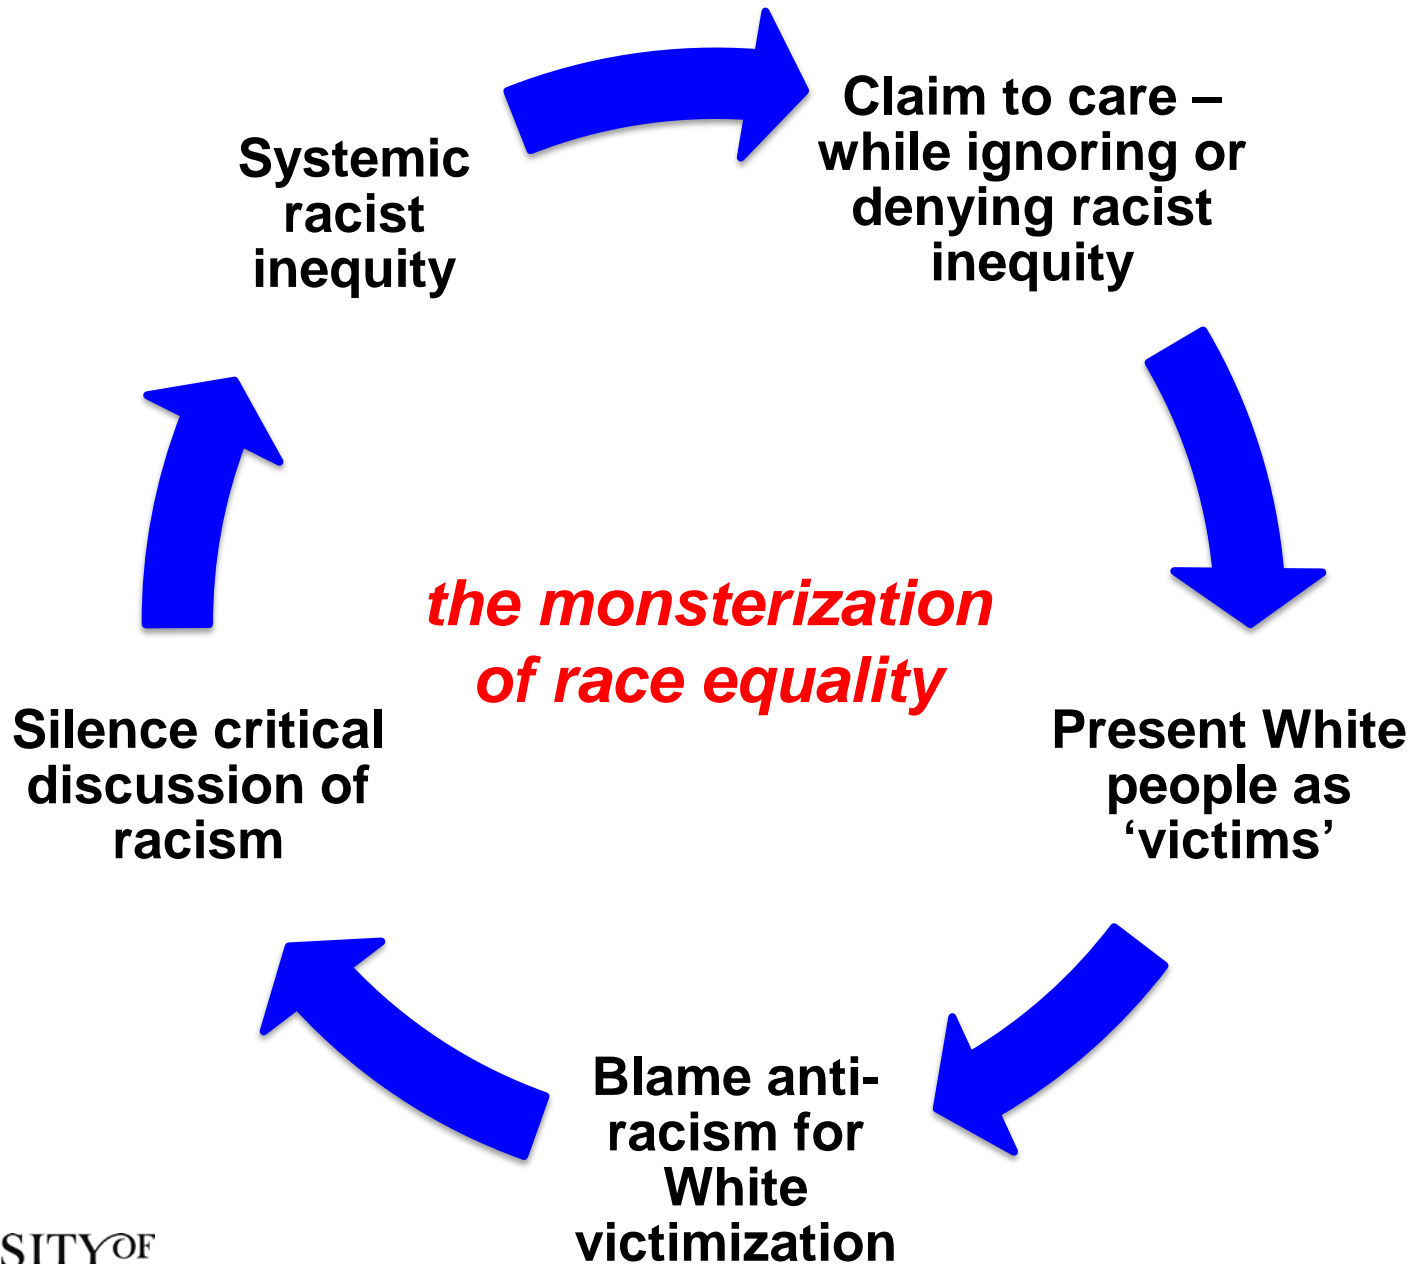 Systemic
racist
inequity
Claim to care –
while ignoring or
denying racist
inequity
Present White
people as
‘victims’
Blame anti-
racism for
White
victimization
Silence critical
discussion of
racism
the monsterization
of race equality
SITY OF